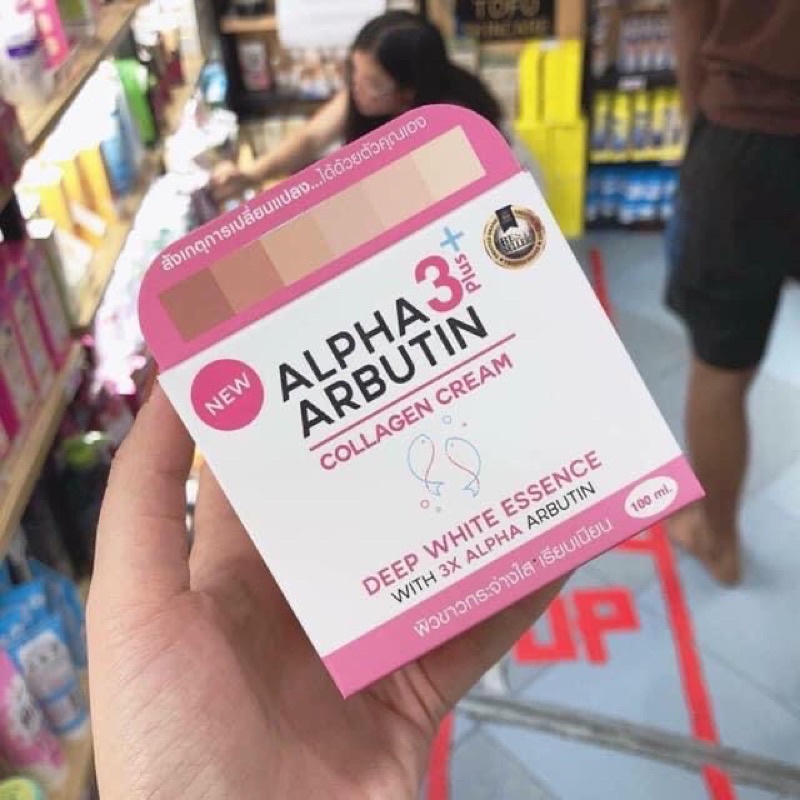 TOFU
SKINCARE
สังเกตุการเปลี่ยนแปลง...ได้ด้วยตัวคุณเอง
NEW
ALPHA
ARBUTIN
3 Plus+
COLLAGEN CREAM
DEEP WHITE ESSENCE
WITH 3X ALPHA ARBUTIN
100 ml.
ผิวขาวกระจ่างใส เรียบเนียน
UP